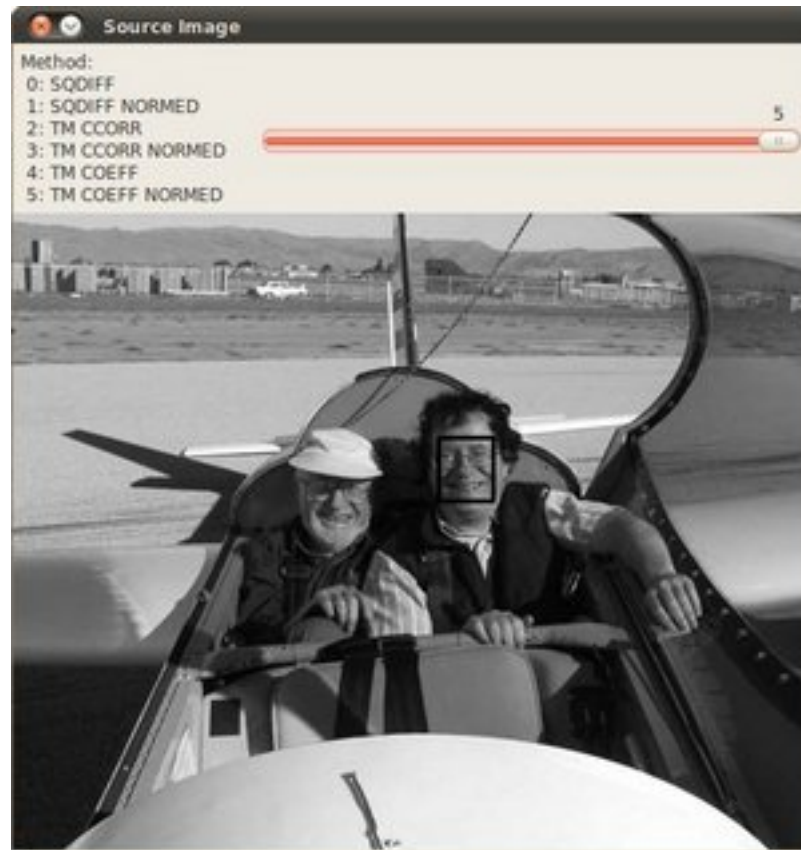 Source Image
Method:
0: SQDIFF
1: SQDIFF NORMED
2: TM CCORR
3: TM CCORR NORMED
4: TM COEFF
5: TM COEFF NORMED
5